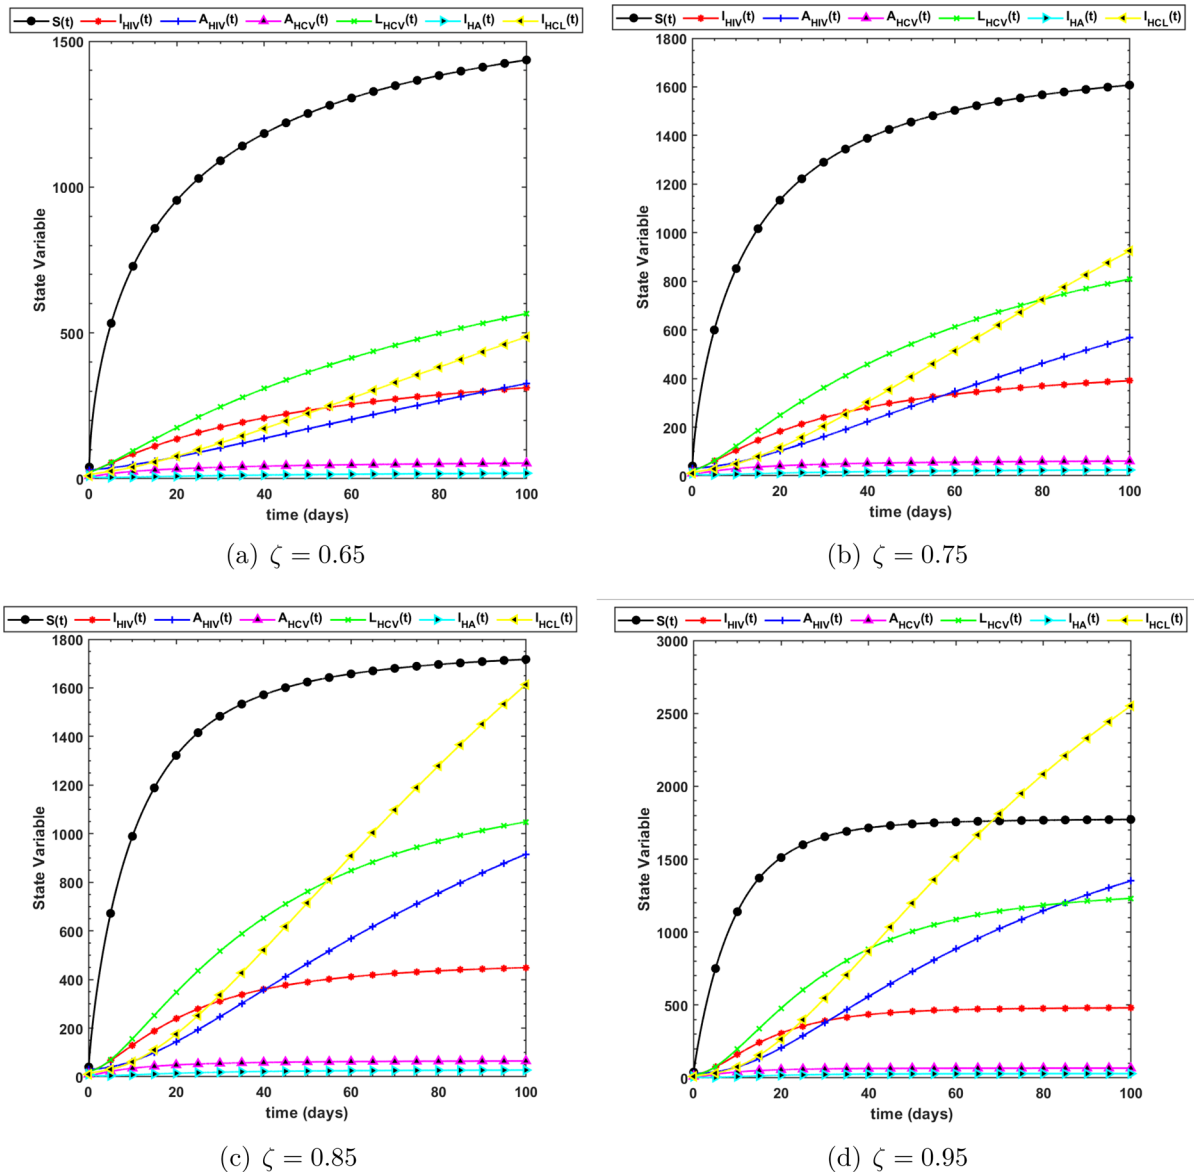 S(t) I_HIV(t) A_HIV(t) A_HCV(t) L_HCV(t) I_HA(t) I_HCL(t)
1500
1000
500
0
State Variable
0 20 40 60 80 100
time (days)
(a) ζ = 0.65
S(t) I_HIV(t) A_HIV(t) A_HCV(t) L_HCV(t) I_HA(t) I_HCL(t)
1800
1600
1400
1200
1000
800
600
400
200
0
State Variable
0 20 40 60 80 100
time (days)
(b) ζ = 0.75
S(t) I_HIV(t) A_HIV(t) A_HCV(t) L_HCV(t) I_HA(t) I_HCL(t)
1800
1600
1400
1200
1000
800
600
400
200
0
State Variable
0 20 40 60 80 100
time (days)
(c) ζ = 0.85
S(t) I_HIV(t) A_HIV(t) A_HCV(t) L_HCV(t) I_HA(t) I_HCL(t)
3000
2500
2000
1500
1000
500
0
State Variable
0 20 40 60 80 100
time (days)
(d) ζ = 0.95